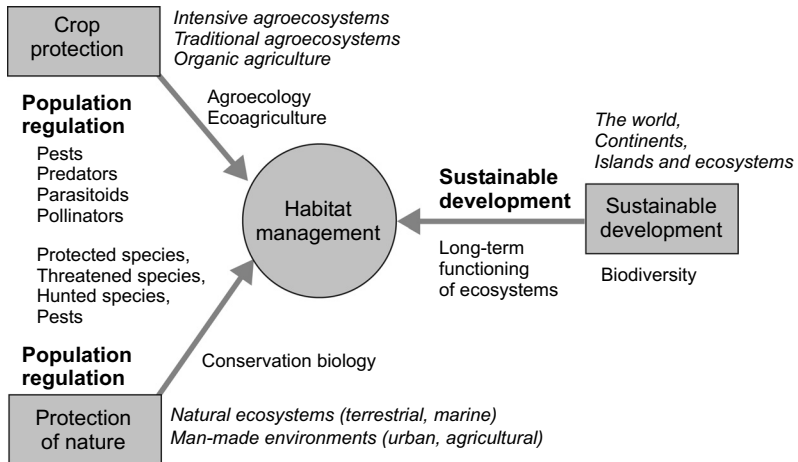 Crop
protection
Intensive agroecosystems
Traditional agroecosystems
Organic agriculture
Agroecology
Ecoagriculture
Population
regulation
Pests
Predators
Parasitoids
Pollinators
Protected species,
Threatened species,
Hunted species,
Pests
Population
regulation
Protection
of nature
Conservation biology
Natural ecosystems (terrestrial, marine)
Man-made environments (urban, agricultural)
Habitat
management
Sustainable
development
Long-term
functioning
of ecosystems
The world,
Continents,
Islands and ecosystems
Sustainable
development
Biodiversity